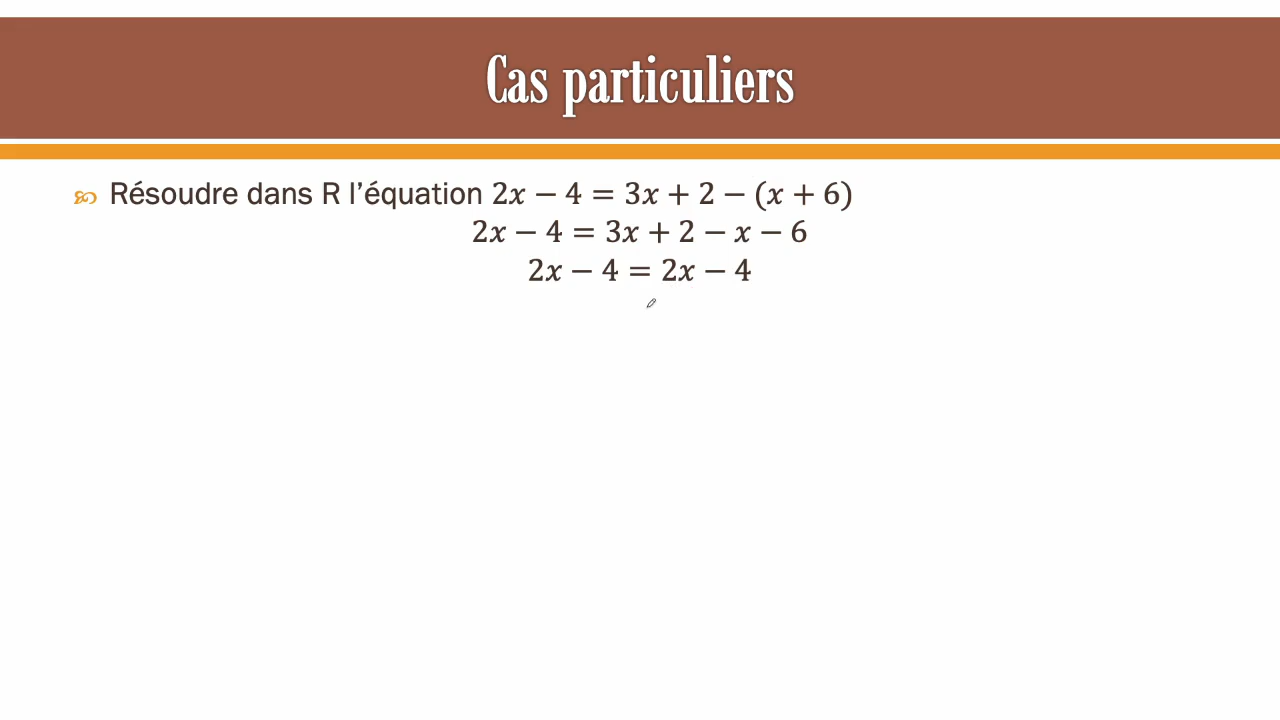 Cas particuliers
Résoudre dans R l’équation 2x − 4 = 3x + 2 − (x + 6)
2x − 4 = 3x + 2 − x − 6
2x − 4 = 2x − 4